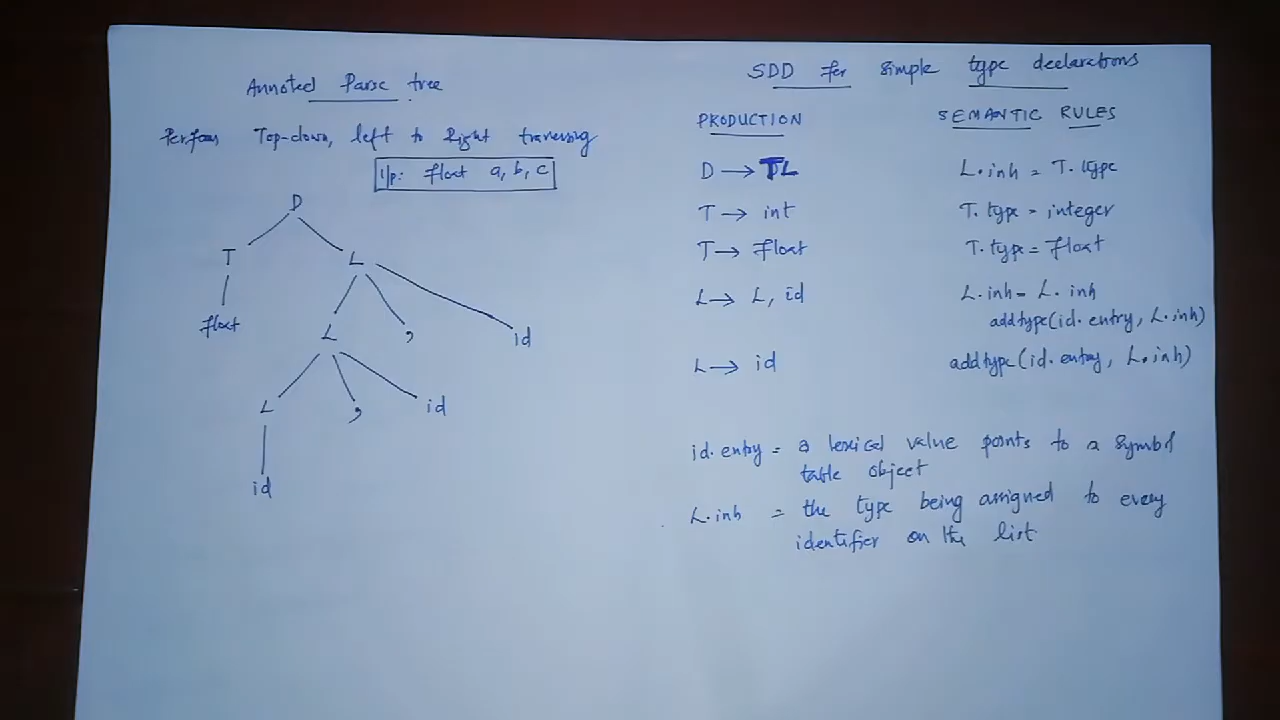 Annoted Parse tree
Perform Top-down, left to Right traversing
I/p: float a, b, c
D
T L
float L , id
L , id
id
SDD for simple type declarations
PRODUCTION SEMANTIC RULES
D → TL L.inh = T.type
T → int T.type = integer
T → float T.type = float
L → L, id L.inh = L.inh
addtype(id.entry, L.inh)
L → id addtype(id.entry, L.inh)
id.entry = a lexical value points to a symbol
table object
L.inh = the type being assigned to every
identifier on the list